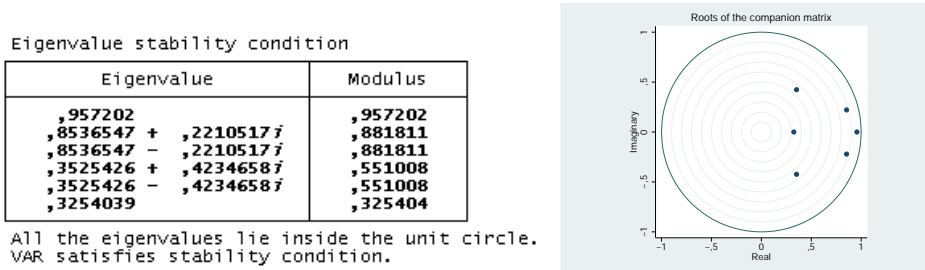 Eigenvalue stability condition
Eigenvalue Modulus
,957202 ,957202
,8536547 + ,2210517i ,881811
,8536547 - ,2210517i ,881811
,3525426 + ,4234658i ,551008
,3525426 - ,4234658i ,551008
,3254039 ,325404
All the eigenvalues lie inside the unit circle.
VAR satisfies stability condition.
Roots of the companion matrix
Imaginary
1
.5
0
-.5
-1
-1 -.5 0 .5 1
Real